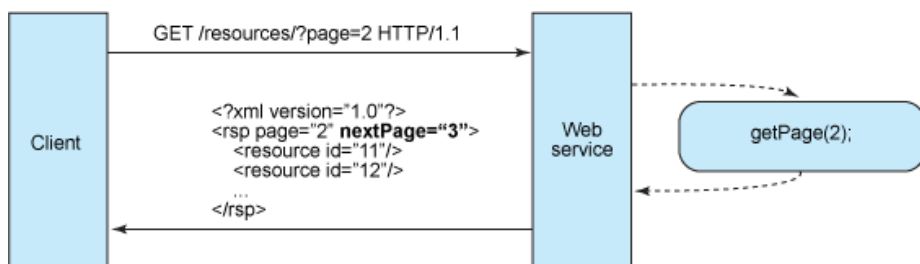 GET /resources/?page=2 HTTP/1.1
Client
<?xml version="1.0"?>
<rsp page="2" nextPage=“3”>
<resource id="11"/>
<resource id="12"/>
...
</rsp>
Web
service
getPage(2);